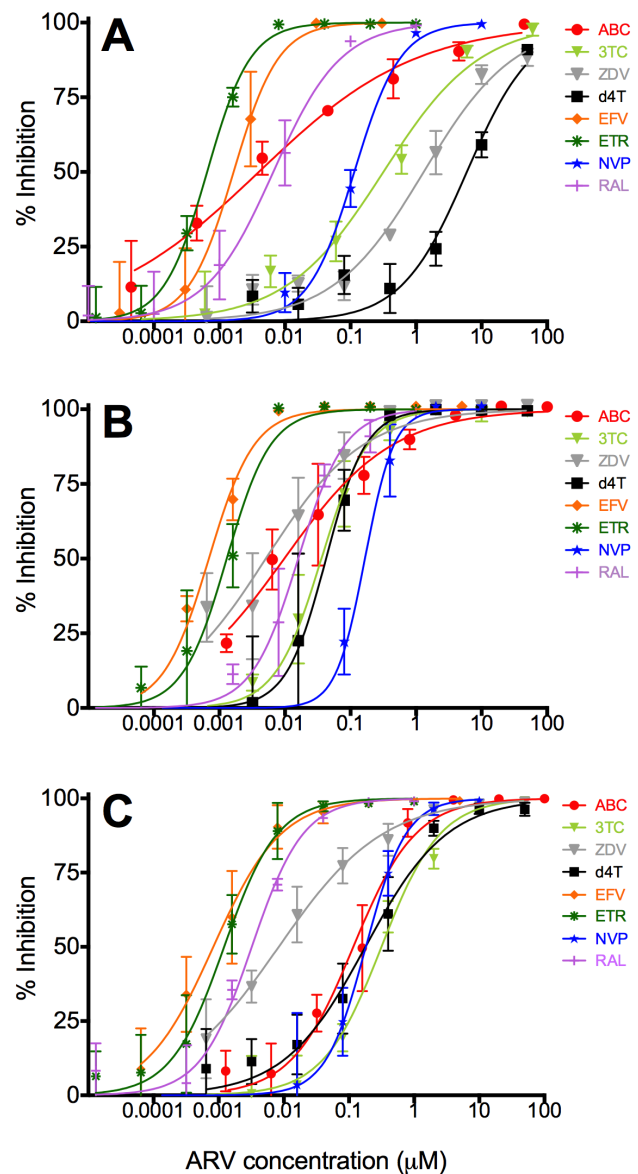 A
100
75
50
25
0
% Inhibition
0.0001 0.001 0.01 0.1 1 10 100
ABC
3TC
ZDV
d4T
EFV
ETR
NVP
RAL
B
100
75
50
25
0
% Inhibition
0.0001 0.001 0.01 0.1 1 10 100
ABC
3TC
ZDV
d4T
EFV
ETR
NVP
RAL
C
100
75
50
25
0
% Inhibition
0.0001 0.001 0.01 0.1 1 10 100
ABC
3TC
ZDV
d4T
EFV
ETR
NVP
RAL
ARV concentration (μM)